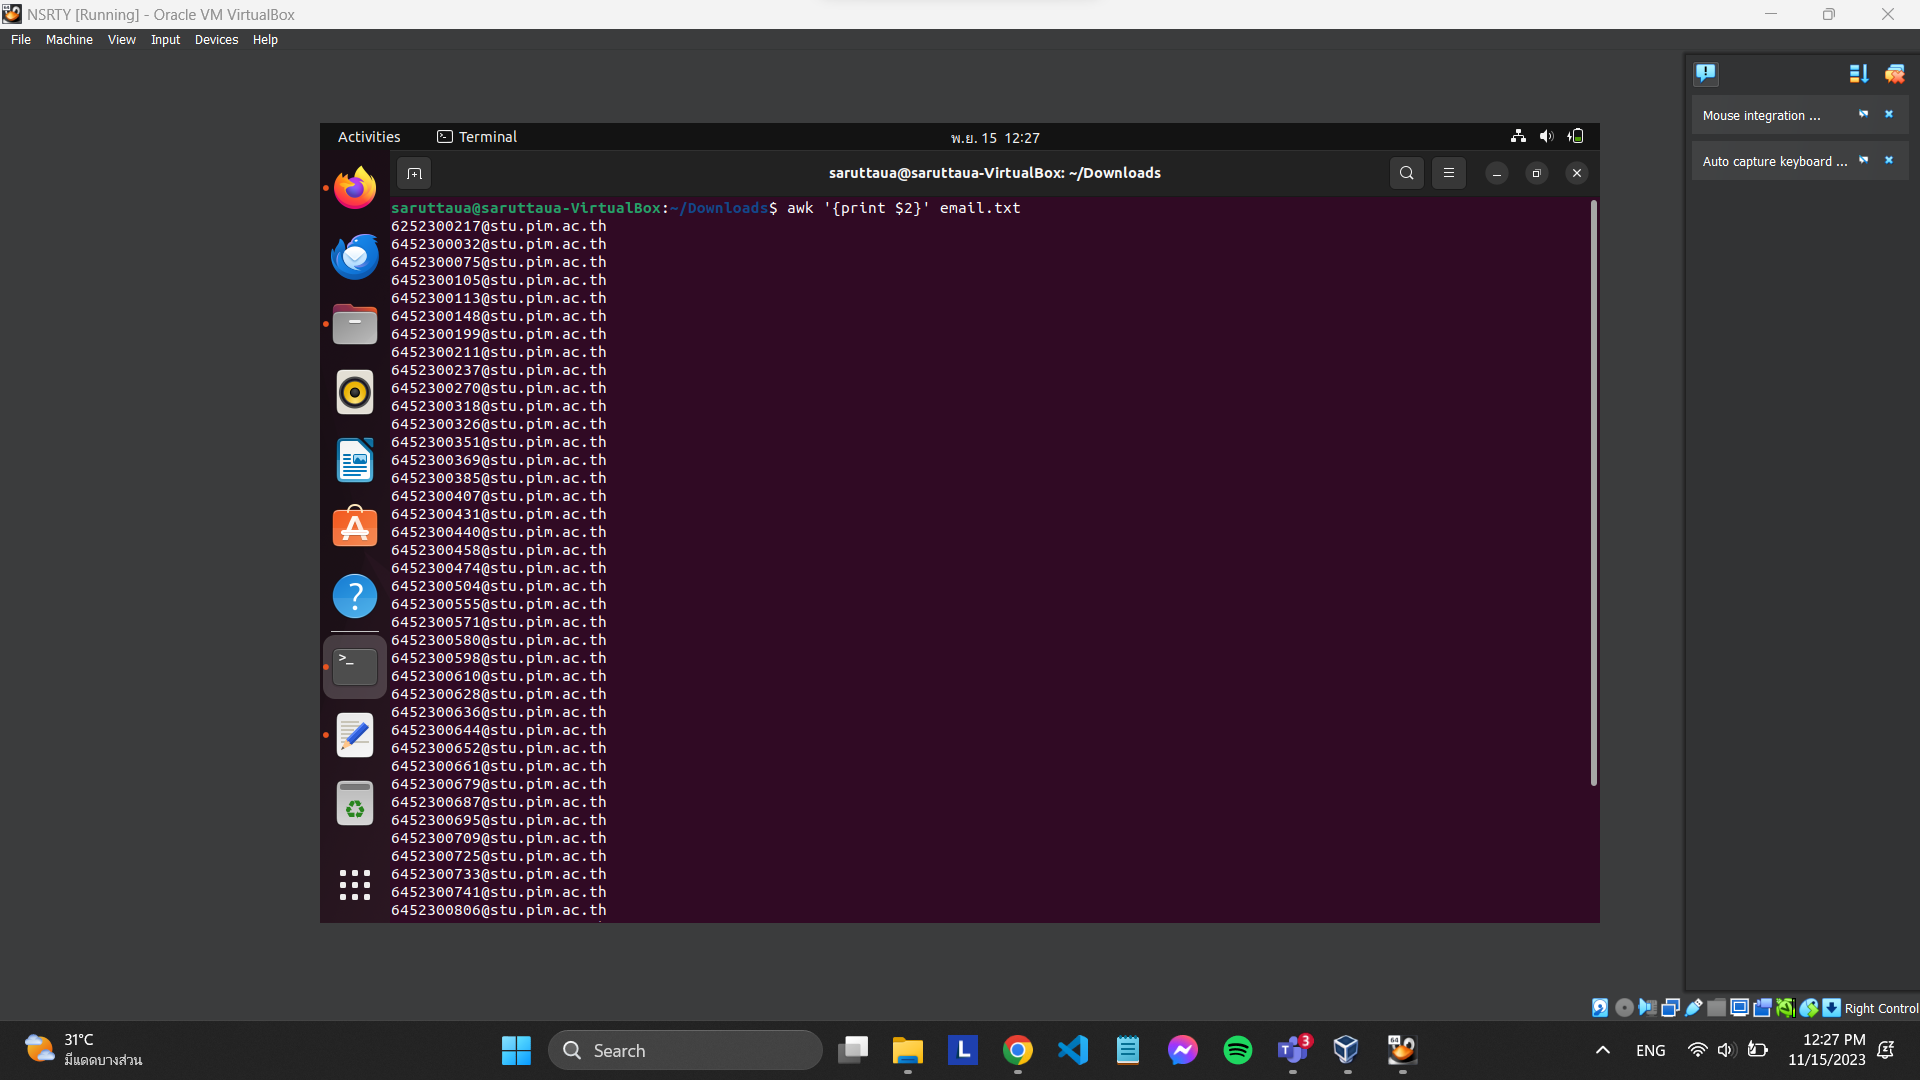 NSRTY [Running] - Oracle VM VirtualBox
File Machine View Input Devices Help
Mouse integration ...
Auto capture keyboard ...
Activities Terminal พ.ย. 15 12:27
saruttaua@saruttaua-VirtualBox: ~/Downloads
saruttaua@saruttaua-VirtualBox:~/Downloads$ awk '{print $2}' email.txt
6252300217@stu.pim.ac.th
6452300032@stu.pim.ac.th
6452300075@stu.pim.ac.th
6452300105@stu.pim.ac.th
6452300113@stu.pim.ac.th
6452300148@stu.pim.ac.th
6452300199@stu.pim.ac.th
6452300211@stu.pim.ac.th
6452300237@stu.pim.ac.th
6452300270@stu.pim.ac.th
6452300318@stu.pim.ac.th
6452300326@stu.pim.ac.th
6452300351@stu.pim.ac.th
6452300369@stu.pim.ac.th
6452300385@stu.pim.ac.th
6452300407@stu.pim.ac.th
6452300431@stu.pim.ac.th
6452300440@stu.pim.ac.th
6452300458@stu.pim.ac.th
6452300474@stu.pim.ac.th
6452300504@stu.pim.ac.th
6452300555@stu.pim.ac.th
6452300571@stu.pim.ac.th
6452300580@stu.pim.ac.th
6452300598@stu.pim.ac.th
6452300610@stu.pim.ac.th
6452300628@stu.pim.ac.th
6452300636@stu.pim.ac.th
6452300644@stu.pim.ac.th
6452300652@stu.pim.ac.th
6452300661@stu.pim.ac.th
6452300679@stu.pim.ac.th
6452300687@stu.pim.ac.th
6452300695@stu.pim.ac.th
6452300709@stu.pim.ac.th
6452300725@stu.pim.ac.th
6452300733@stu.pim.ac.th
6452300741@stu.pim.ac.th
6452300806@stu.pim.ac.th
Right Control
31°C
มีแดดบางส่วน
Search
L
3
64
ENG
12:27 PM
11/15/2023